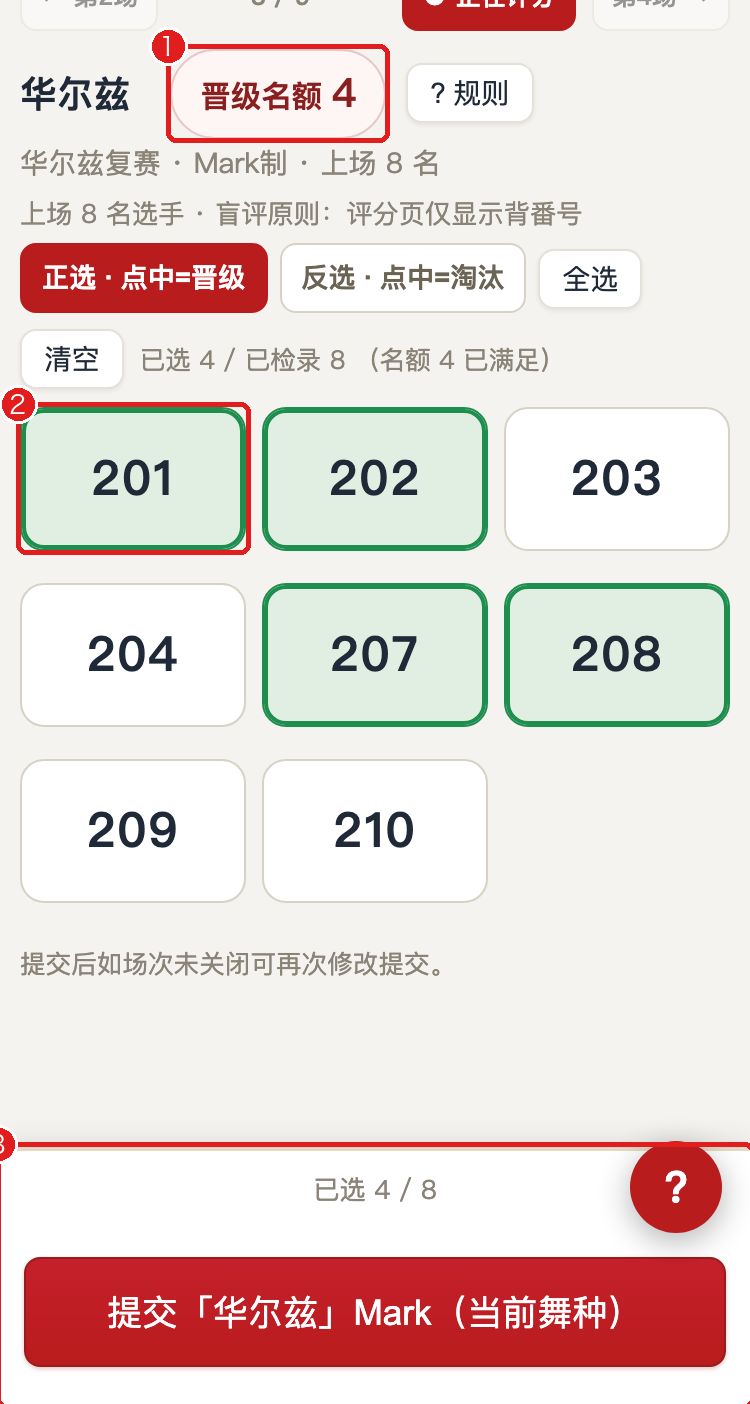 1
华尔兹 晋级名额 4 ? 规则
华尔兹复赛 · Mark制 · 上场 8 名
上场 8 名选手 · 盲评原则：评分页仅显示背番号
正选 · 点中=晋级 反选 · 点中=淘汰 全选
清空 已选 4 / 已检录 8 （名额 4 已满足）
2
201 202 203
204 207 208
209 210
提交后如场次未关闭可再次修改提交。
已选 4 / 8 ?
提交「华尔兹」Mark（当前舞种）